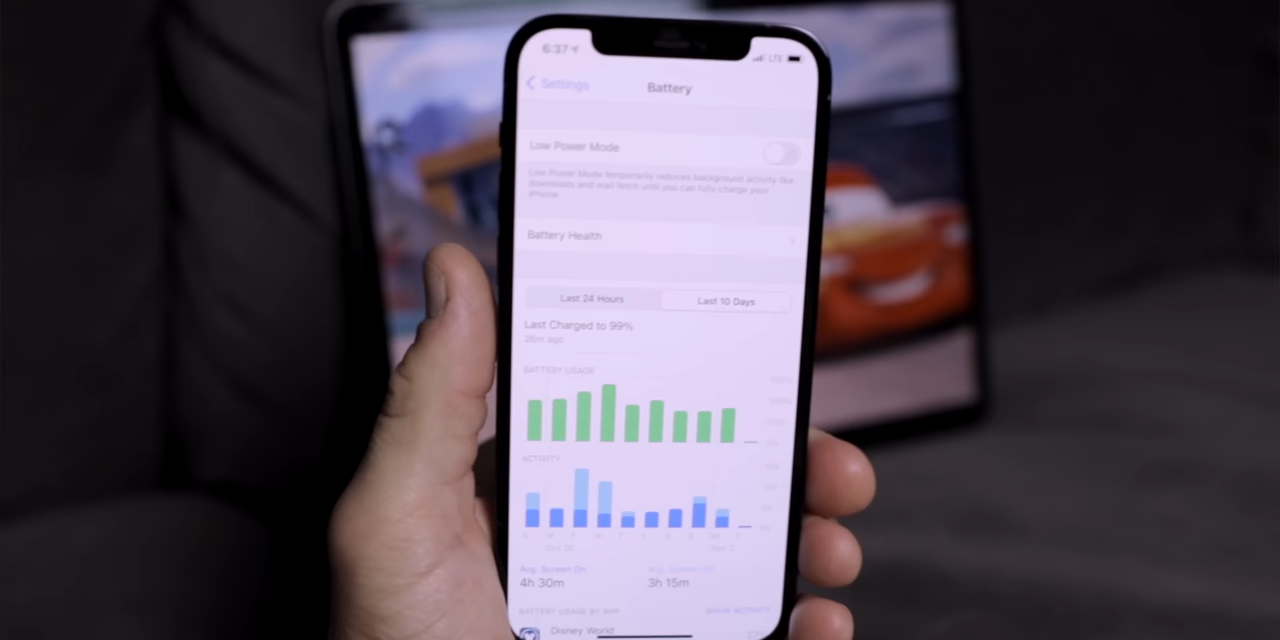 6:37
LTE
Settings
Battery
Low Power Mode
Low Power Mode temporarily reduces background activity like
downloads and mail fetch until you can fully charge your
iPhone.
Battery Health
Last 24 Hours
Last 10 Days
Last Charged to 99%
28m ago
BATTERY USAGE
ACTIVITY
Avg. Screen On
Avg. Screen Off
4h 30m
3h 15m
BATTERY USAGE BY APP
SHOW ACTIVITY
Disney World